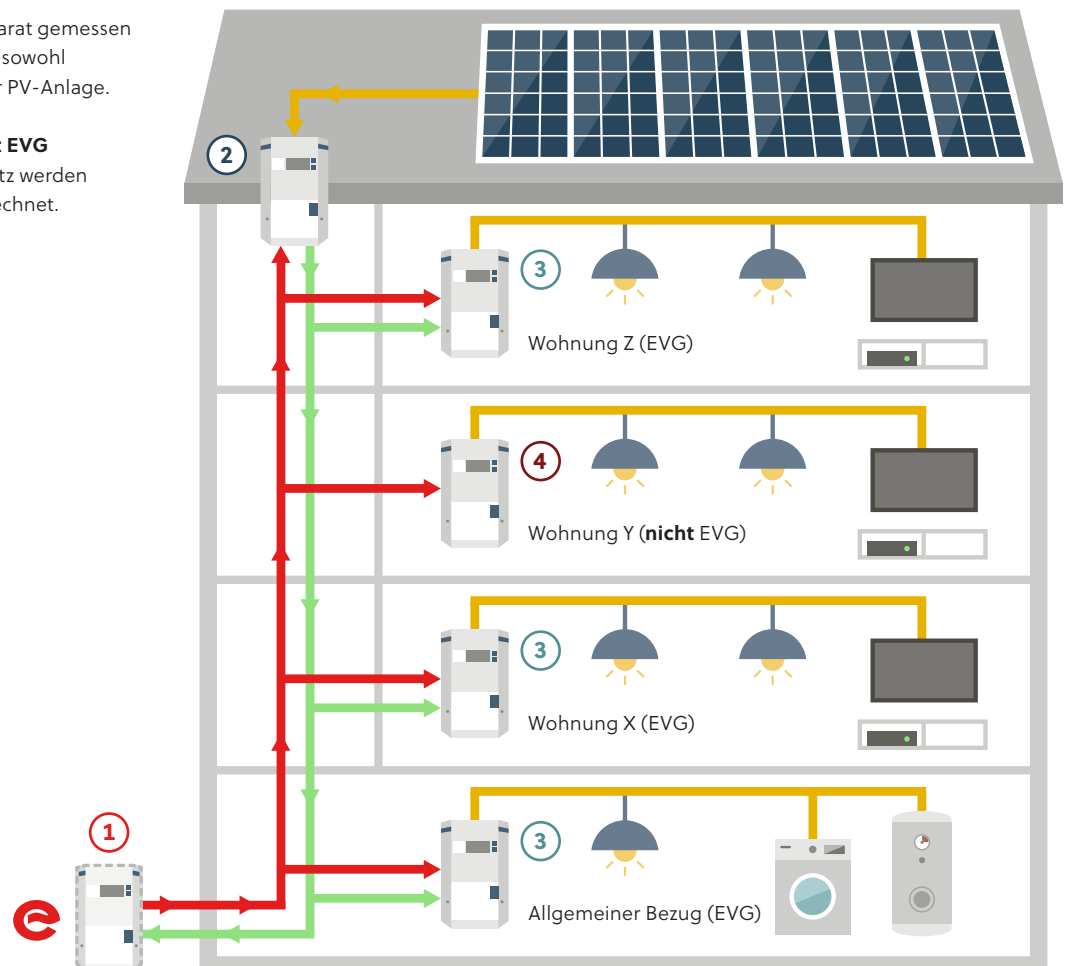 arat gemessen
sowohl
r PV-Anlage.
t EVG
tz werden
echnet.
2
3
Wohnung Z (EVG)
4
Wohnung Y (nicht EVG)
3
Wohnung X (EVG)
1
3
Allgemeiner Bezug (EVG)